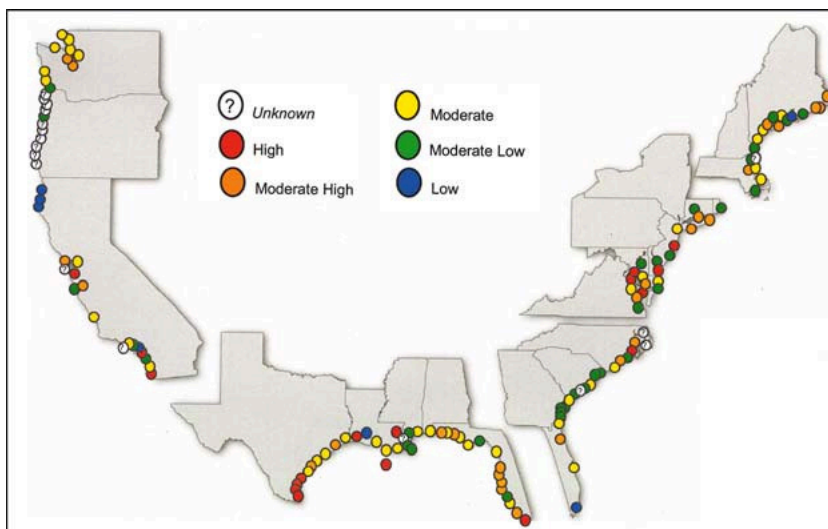 ? Unknown
High
Moderate High
Moderate
Moderate Low
Low